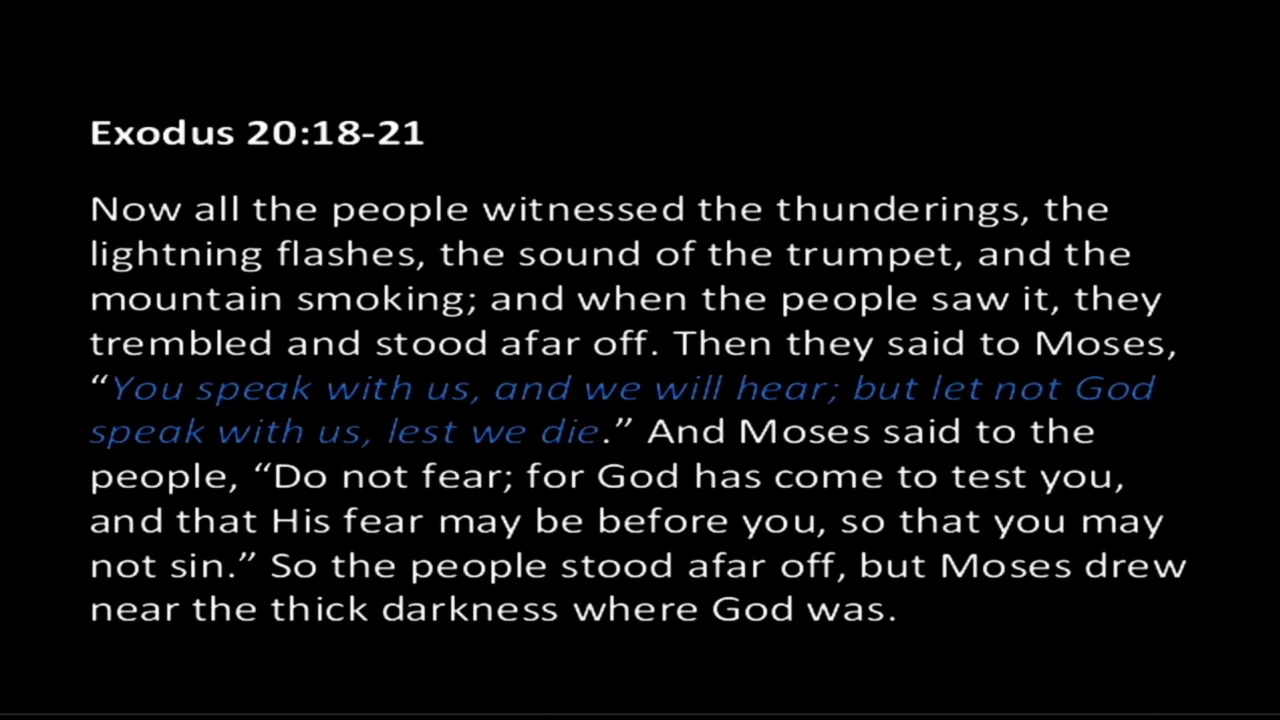 Exodus 20:18-21
Now all the people witnessed the thunderings, the
lightning flashes, the sound of the trumpet, and the
mountain smoking; and when the people saw it, they
trembled and stood afar off. Then they said to Moses,
“You speak with us, and we will hear; but let not God
speak with us, lest we die.” And Moses said to the
people, “Do not fear; for God has come to test you,
and that His fear may be before you, so that you may
not sin.” So the people stood afar off, but Moses drew
near the thick darkness where God was.